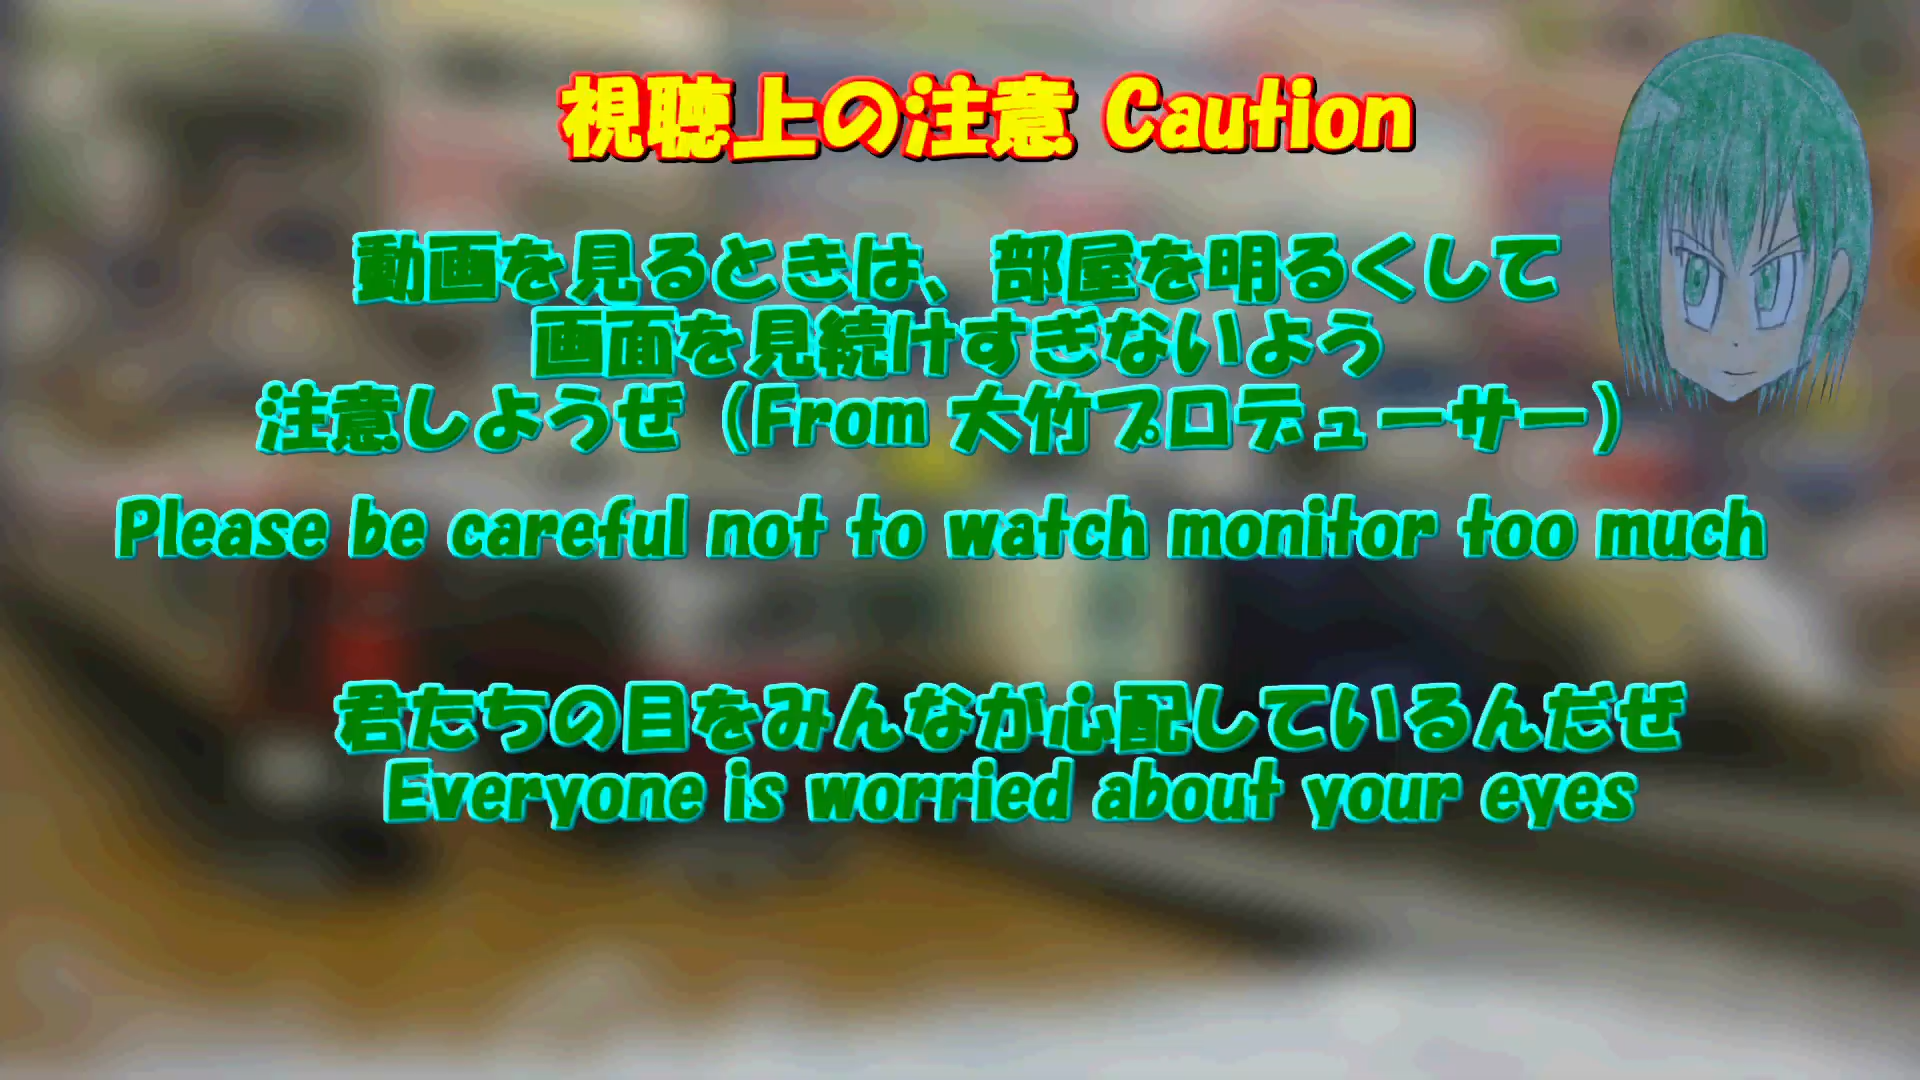 視聴上の注意 Caution
動画を見るときは、部屋を明るくして
画面を見続けすぎないよう
注意しようぜ（From 大竹プロデューサー）
Please be careful not to watch monitor too much
君たちの目をみんなが心配しているんだぜ
Everyone is worried about your eyes